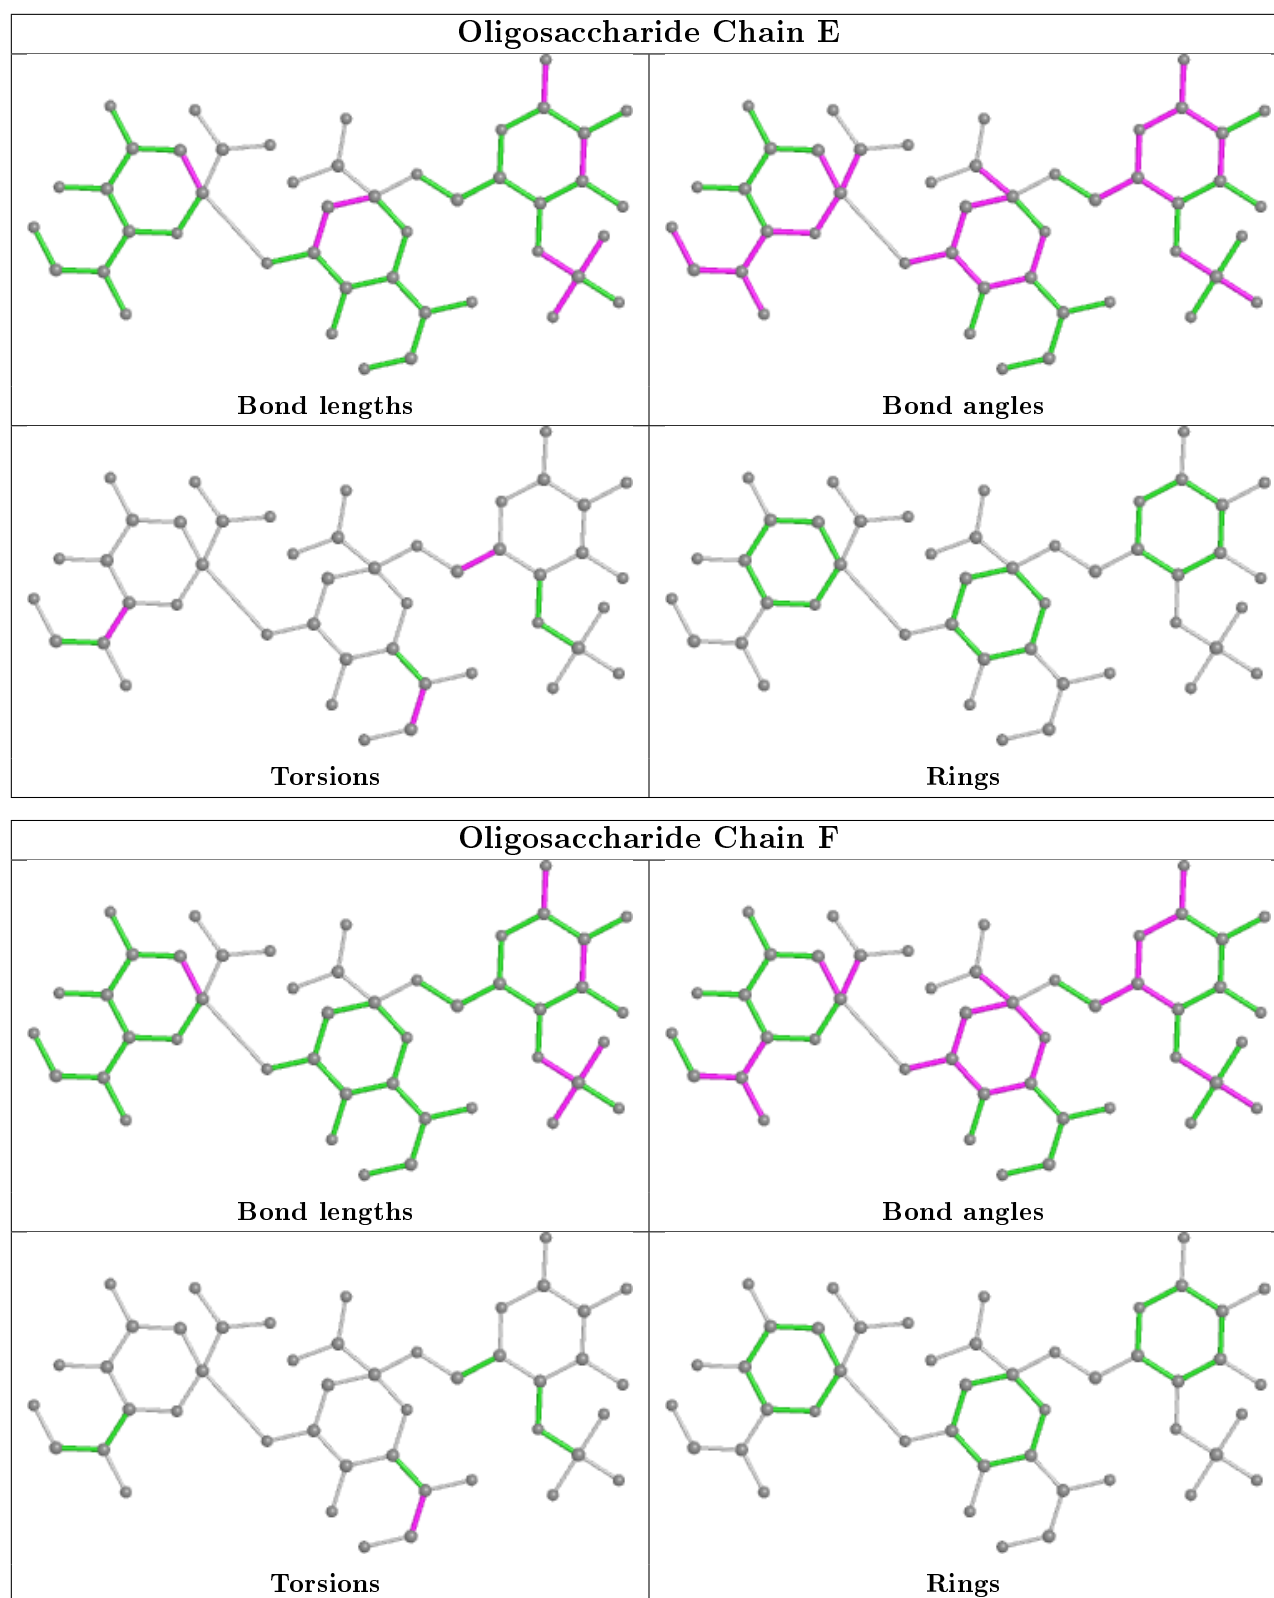 Oligosaccharide Chain E
Bond lengths
Bond angles
Torsions
Rings
Oligosaccharide Chain F
Bond lengths
Bond angles
Torsions
Rings